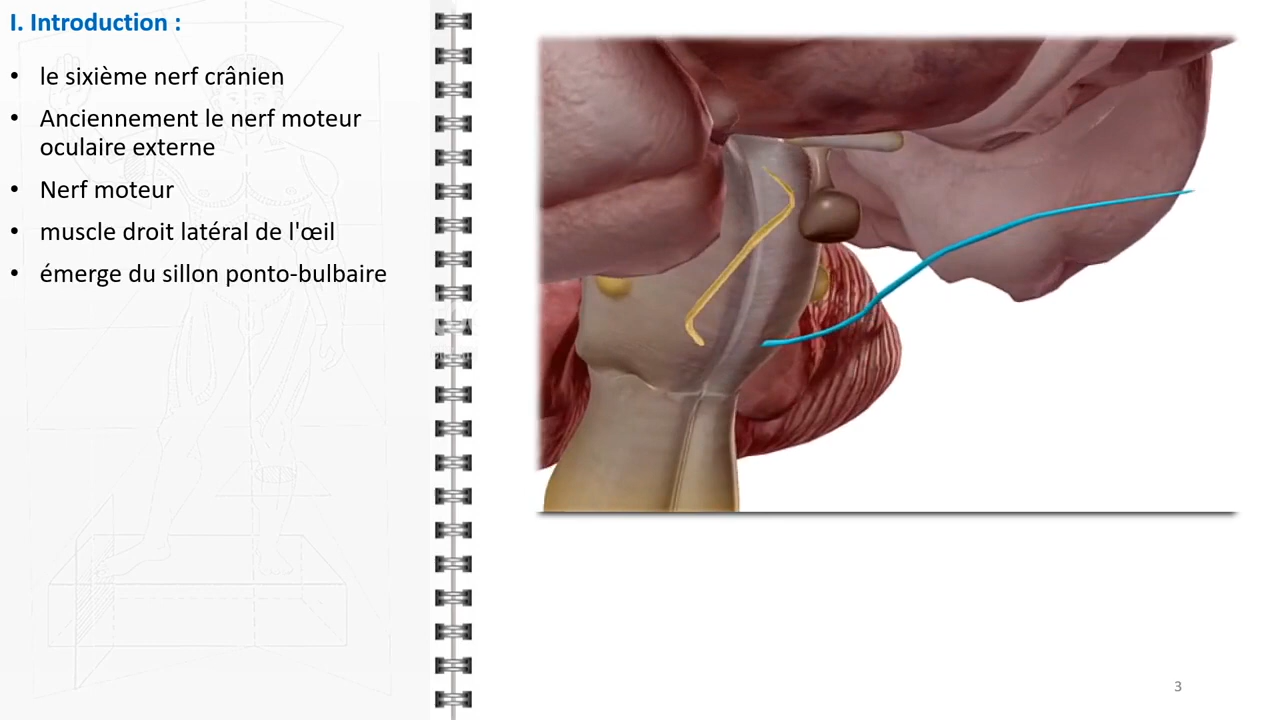 I. Introduction :
• le sixième nerf crânien
• Anciennement le nerf moteur
oculaire externe
• Nerf moteur
• muscle droit latéral de l'œil
• émerge du sillon ponto-bulbaire
3